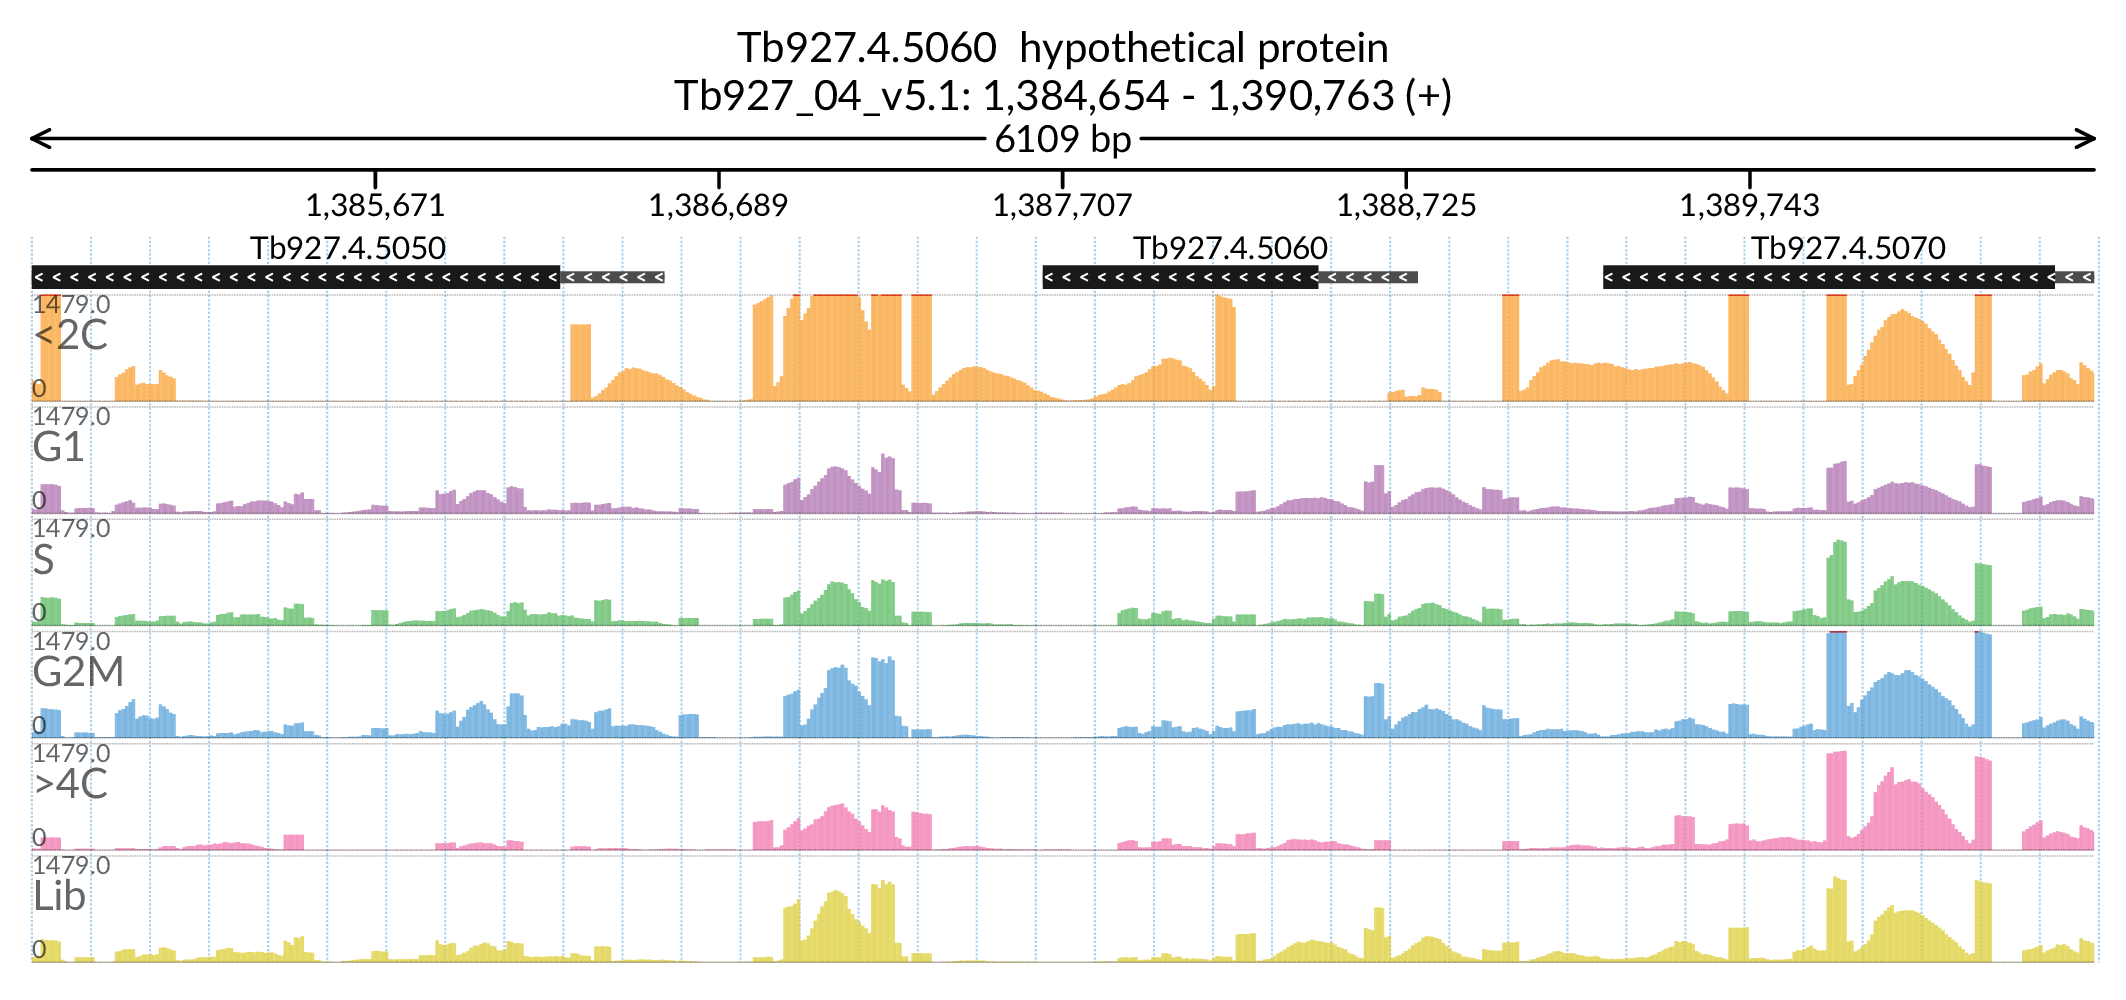 Tb927.4.5060  hypothetical protein
Tb927_04_v5.1: 1,384,654 - 1,390,763 (+)
6109 bp
1,385,671 1,386,689 1,387,707 1,388,725 1,389,743
Tb927.4.5050 Tb927.4.5060 Tb927.4.5070
1479.0
<2C
0
1479.0
G1
0
1479.0
S
0
1479.0
G2M
0
1479.0
>4C
0
1479.0
Lib
0